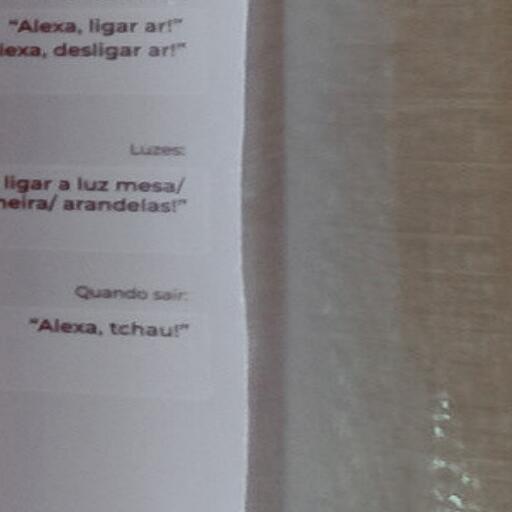 "Alexa, ligar ar!"
lexa, desligar ar!"
Luzes:
ligar a luz mesa/
neira/ arandelas!"
Quando sair:
"Alexa, tchau!"